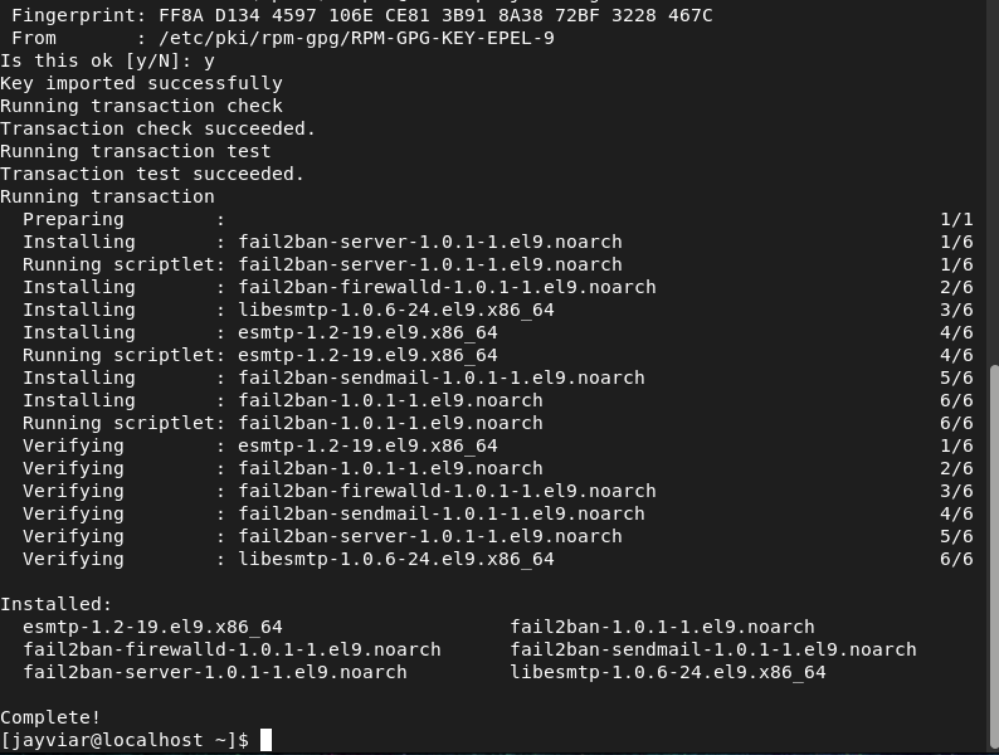 Fingerprint: FF8A D134 4597 106E CE81 3B91 8A38 72BF 3228 467C
From       : /etc/pki/rpm-gpg/RPM-GPG-KEY-EPEL-9
Is this ok [y/N]: y
Key imported successfully
Running transaction check
Transaction check succeeded.
Running transaction test
Transaction test succeeded.
Running transaction
  Preparing        : 1/1
  Installing       : fail2ban-server-1.0.1-1.el9.noarch 1/6
  Running scriptlet: fail2ban-server-1.0.1-1.el9.noarch 1/6
  Installing       : fail2ban-firewalld-1.0.1-1.el9.noarch 2/6
  Installing       : libesmtp-1.0.6-24.el9.x86_64 3/6
  Installing       : esmtp-1.2-19.el9.x86_64 4/6
  Running scriptlet: esmtp-1.2-19.el9.x86_64 4/6
  Installing       : fail2ban-sendmail-1.0.1-1.el9.noarch 5/6
  Installing       : fail2ban-1.0.1-1.el9.noarch 6/6
  Running scriptlet: fail2ban-1.0.1-1.el9.noarch 6/6
  Verifying        : esmtp-1.2-19.el9.x86_64 1/6
  Verifying        : fail2ban-1.0.1-1.el9.noarch 2/6
  Verifying        : fail2ban-firewalld-1.0.1-1.el9.noarch 3/6
  Verifying        : fail2ban-sendmail-1.0.1-1.el9.noarch 4/6
  Verifying        : fail2ban-server-1.0.1-1.el9.noarch 5/6
  Verifying        : libesmtp-1.0.6-24.el9.x86_64 6/6
Installed:
  esmtp-1.2-19.el9.x86_64 fail2ban-1.0.1-1.el9.noarch
  fail2ban-firewalld-1.0.1-1.el9.noarch fail2ban-sendmail-1.0.1-1.el9.noarch
  fail2ban-server-1.0.1-1.el9.noarch libesmtp-1.0.6-24.el9.x86_64
Complete!
[jayviar@localhost ~]$